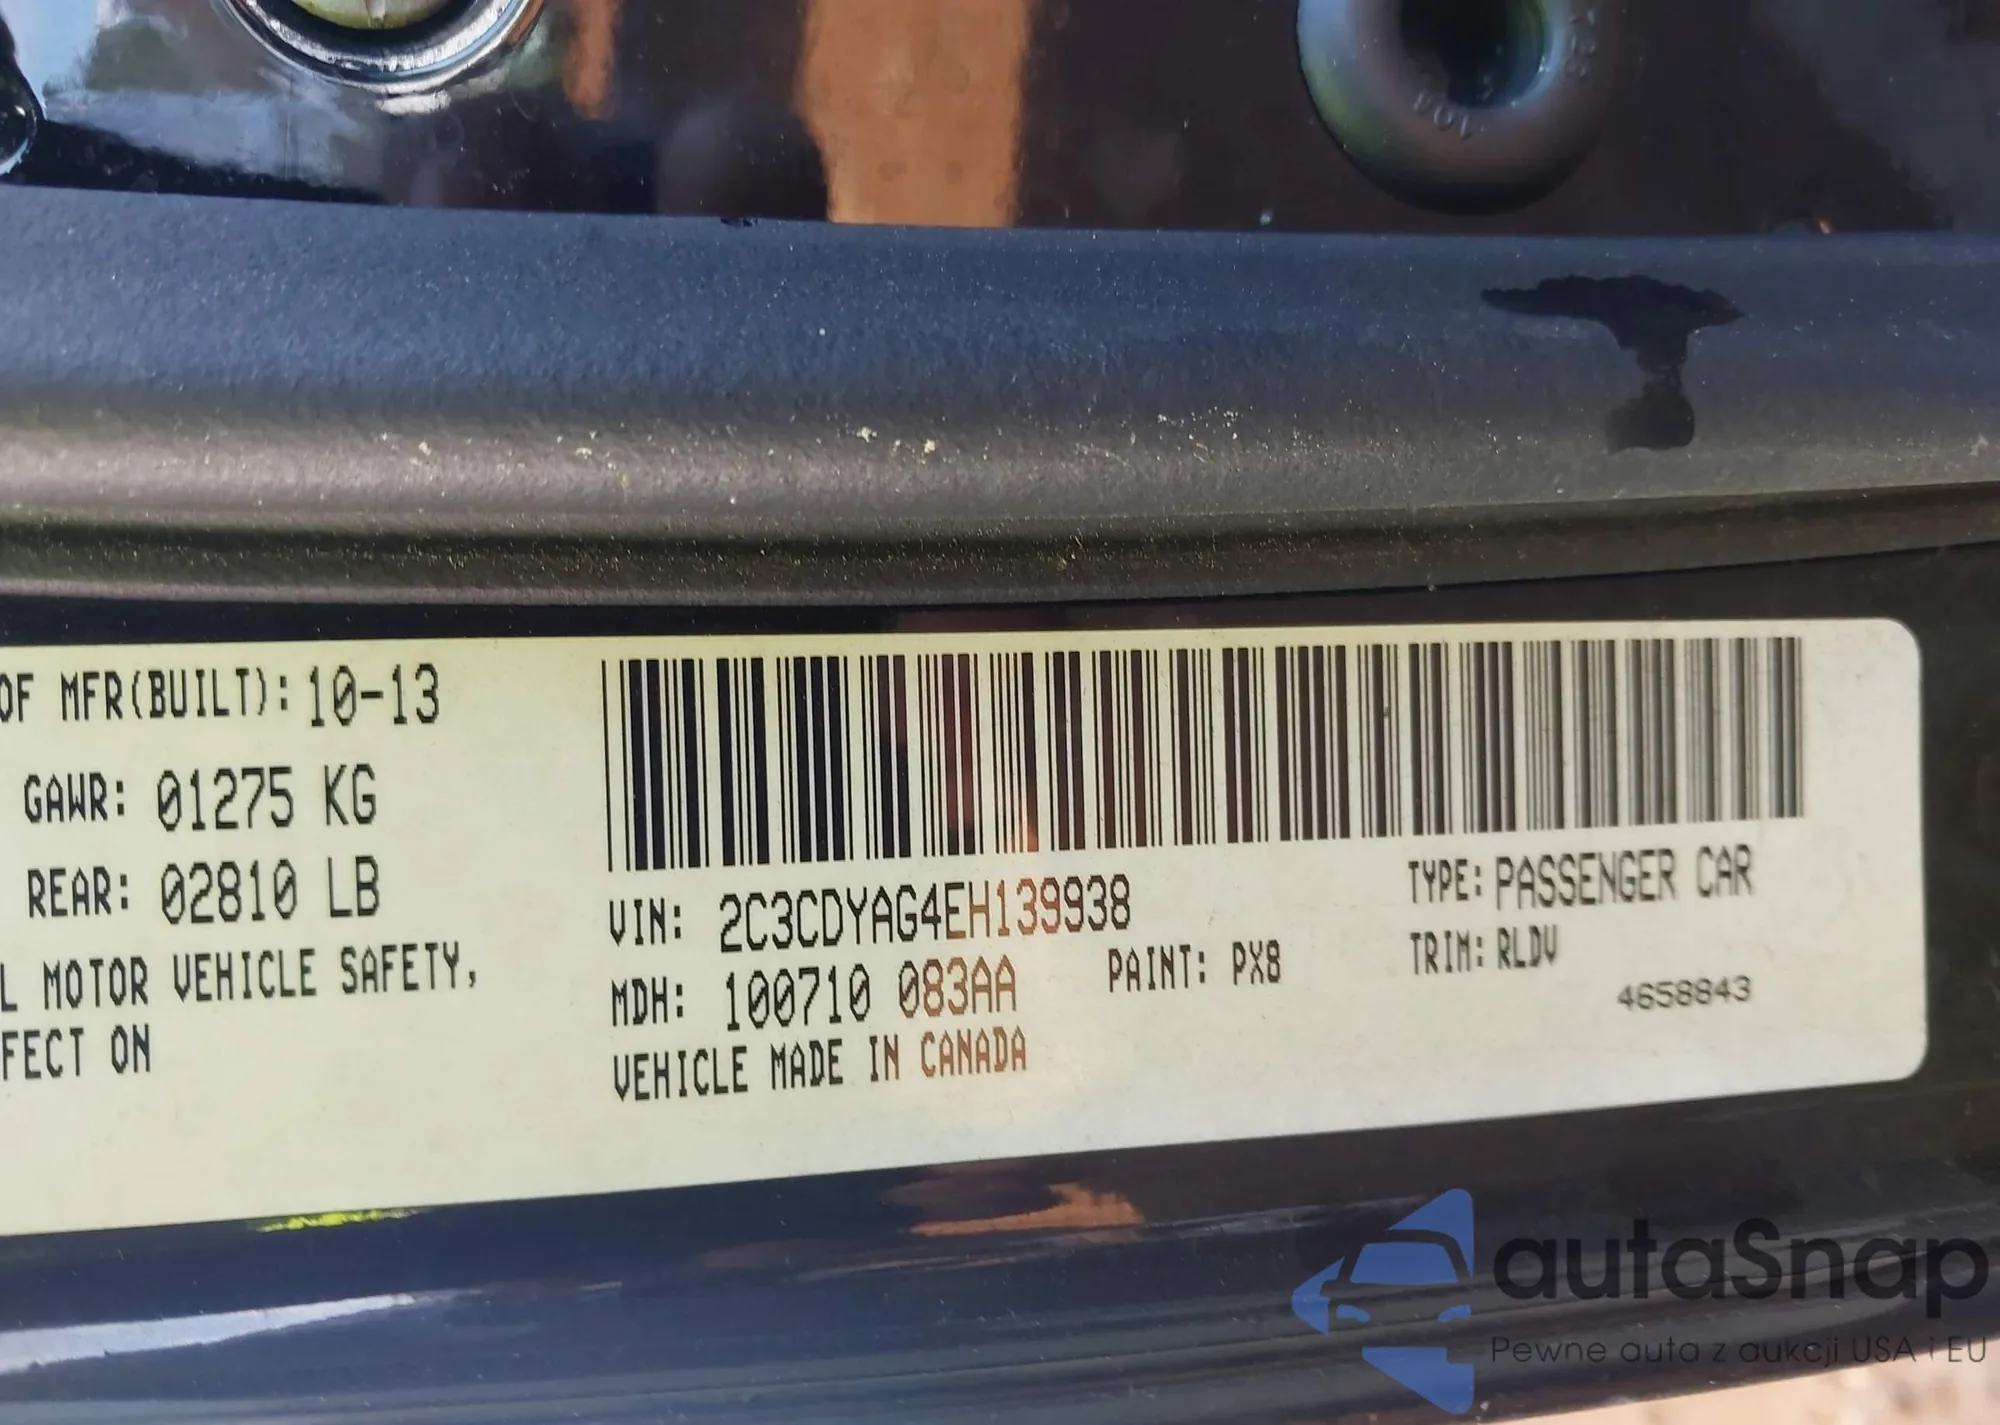 OF MFR(BUILT): 10-13
GAWR: 01275 KG
REAR: 02810 LB
L MOTOR VEHICLE SAFETY,
FECT ON
VIN: 2C3CDYAG4EH139938
TYPE: PASSENGER CAR
MDH: 100710 083AA
PAINT: PX8
TRIM: RLDV
4658843
VEHICLE MADE IN CANADA
autaSnap
Pewne auta z aukcji USA i EU